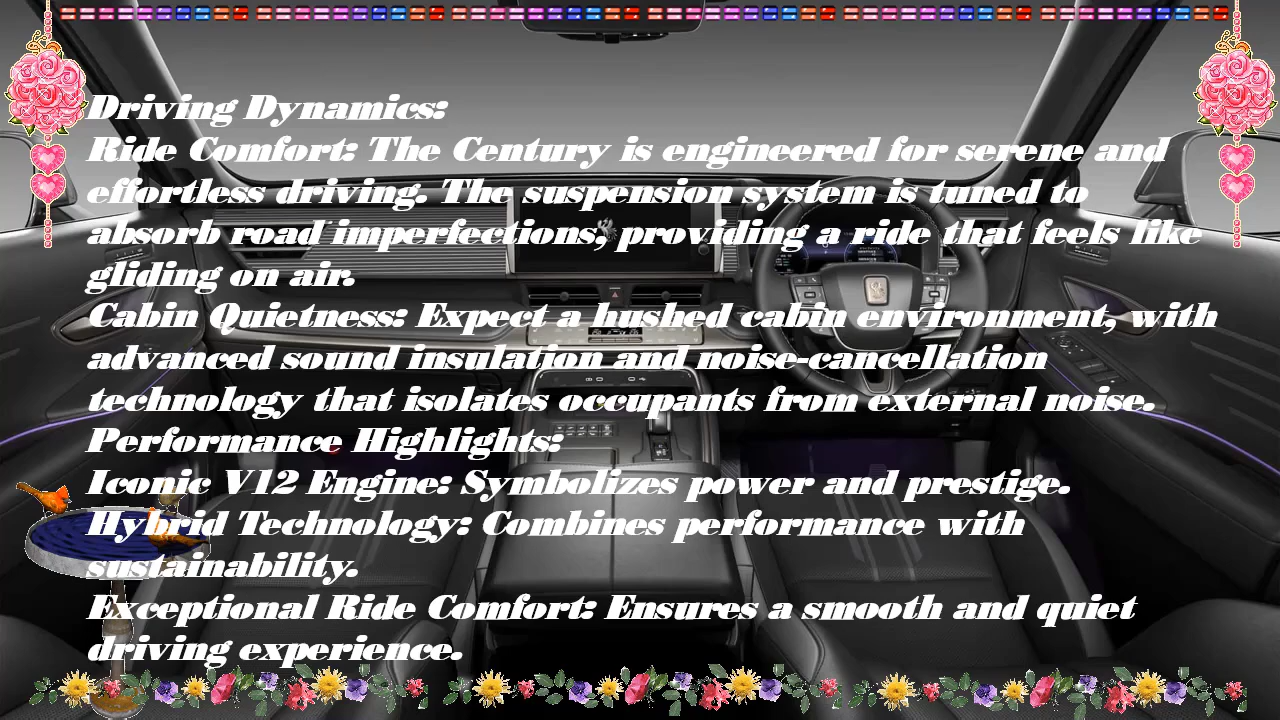 Driving Dynamics:
Ride Comfort: The Century is engineered for serene and
effortless driving. The suspension system is tuned to
absorb road imperfections, providing a ride that feels like
gliding on air.
Cabin Quietness: Expect a hushed cabin environment, with
advanced sound insulation and noise-cancellation
technology that isolates occupants from external noise.
Performance Highlights:
Iconic V12 Engine: Symbolizes power and prestige.
Hybrid Technology: Combines performance with
sustainability.
Exceptional Ride Comfort: Ensures a smooth and quiet
driving experience.